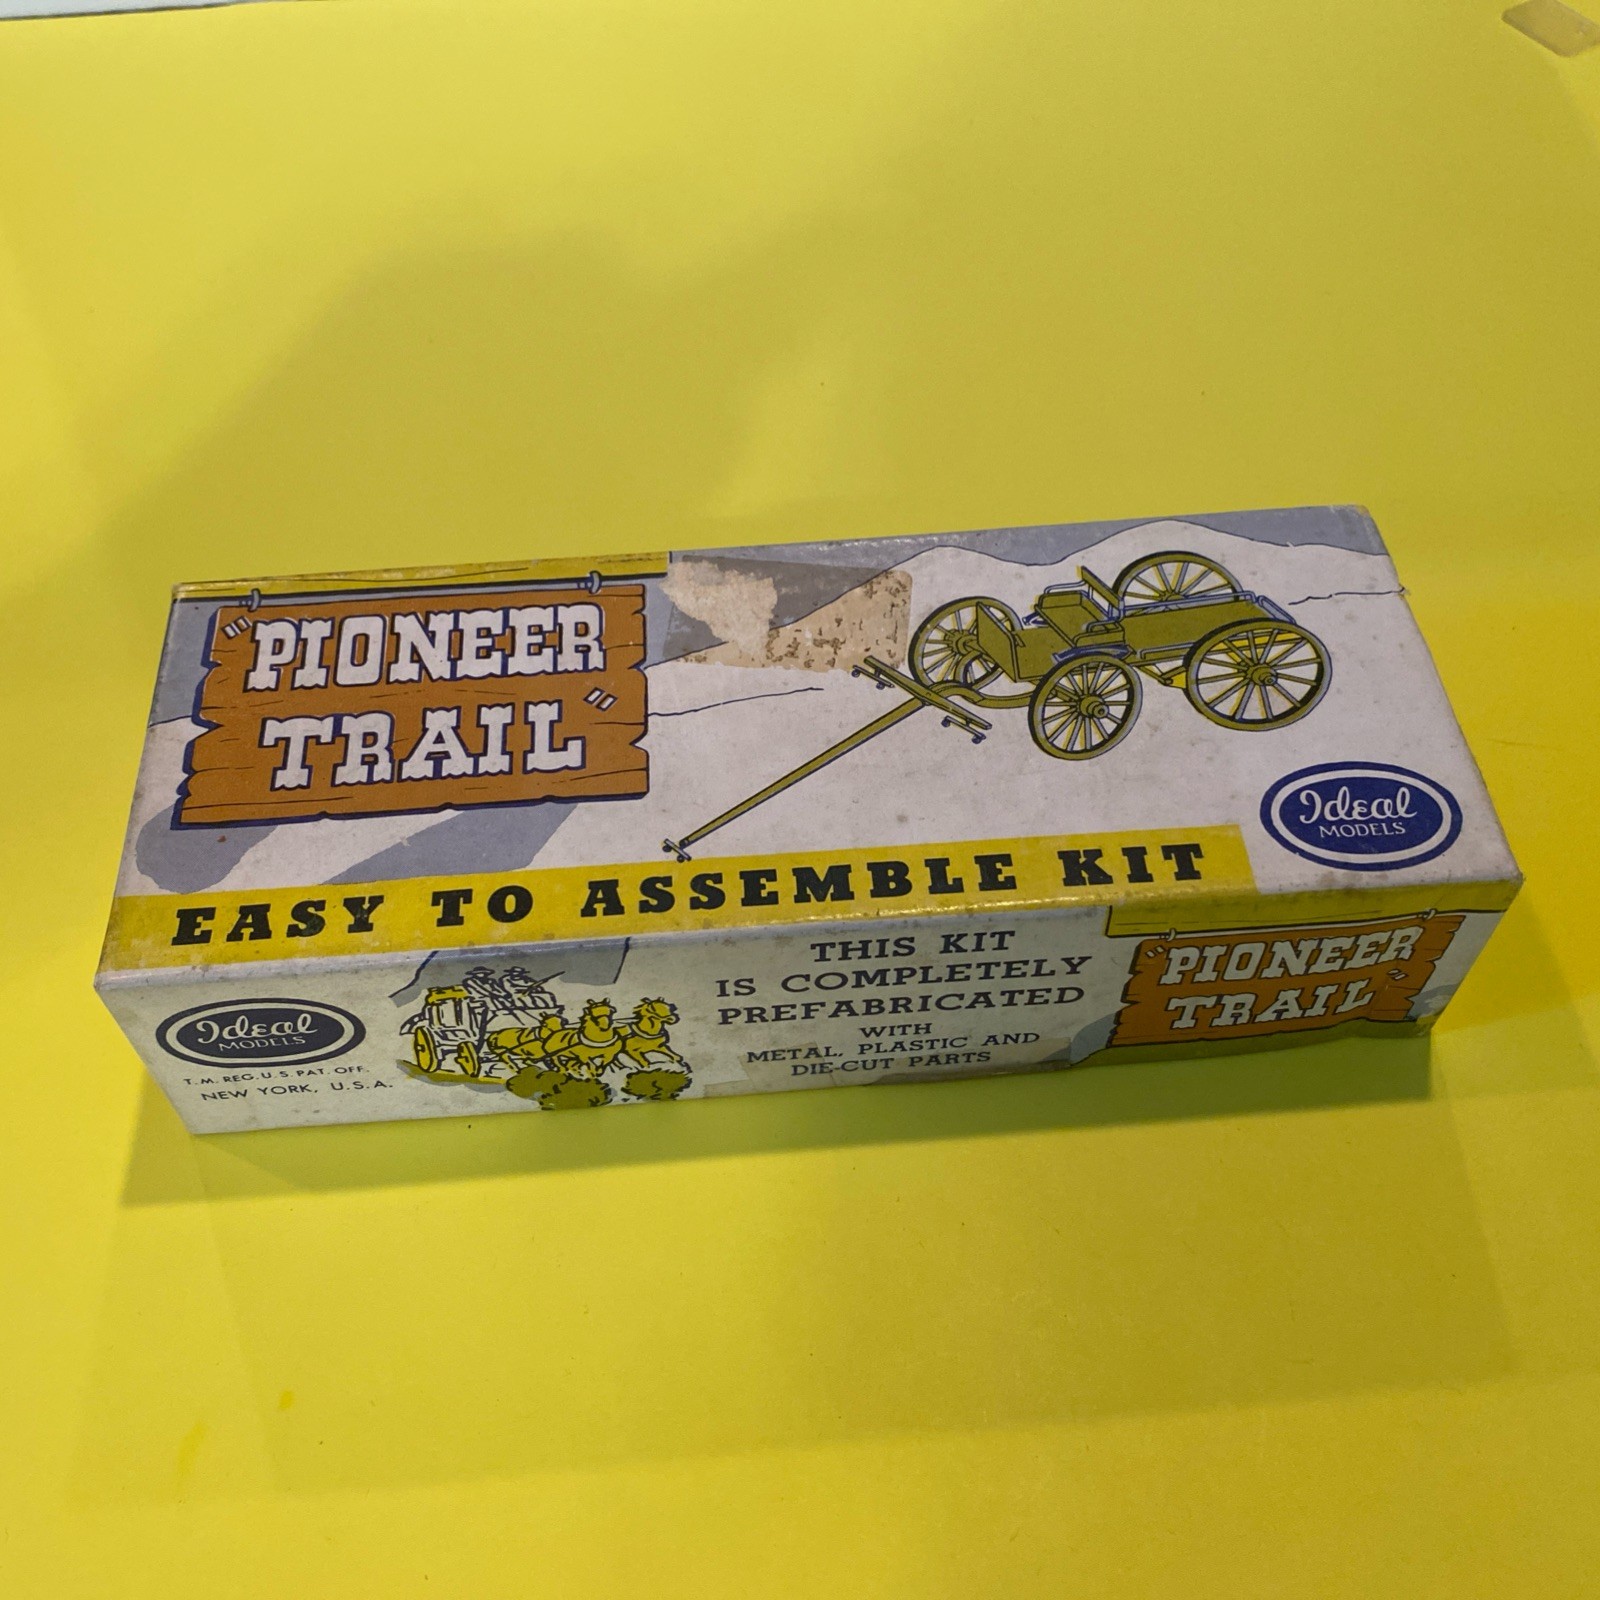 "PIONEER
TRAIL"
Ideal
MODELS
EASY TO ASSEMBLE KIT
Ideal
MODELS
T.M. REG. U.S. PAT. OFF.
NEW YORK, U.S.A.
THIS KIT
IS COMPLETELY
PREFABRICATED
WITH
METAL, PLASTIC AND
DIE-CUT PARTS
"PIONEER
TRAIL"